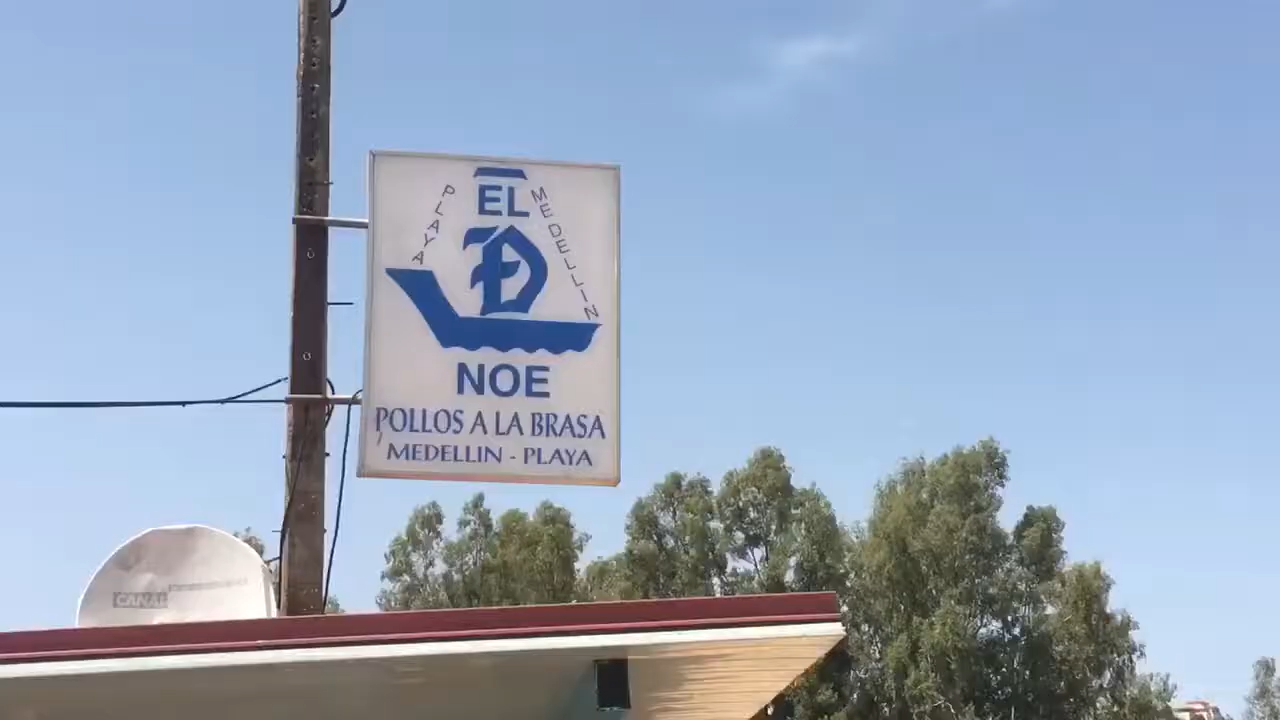 EL
PLAYA
MEDELLIN
D
NOE
POLLOS A LA BRASA
MEDELLIN - PLAYA
CANAL